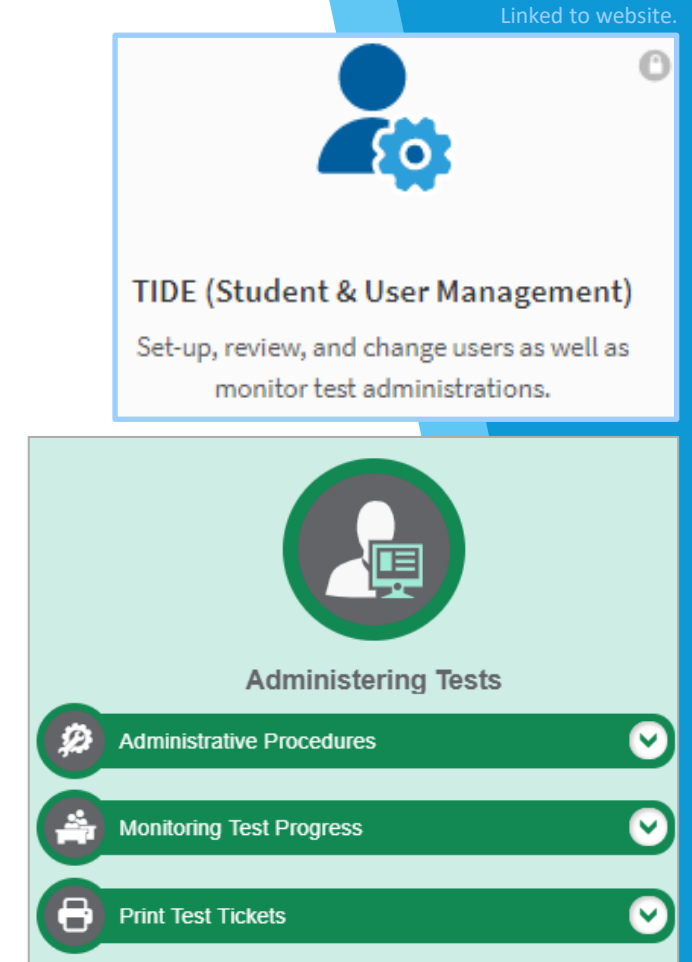 Linked to website.
TIDE (Student & User Management)
Set-up, review, and change users as well as
monitor test administrations.
Administering Tests
Administrative Procedures
Monitoring Test Progress
Print Test Tickets